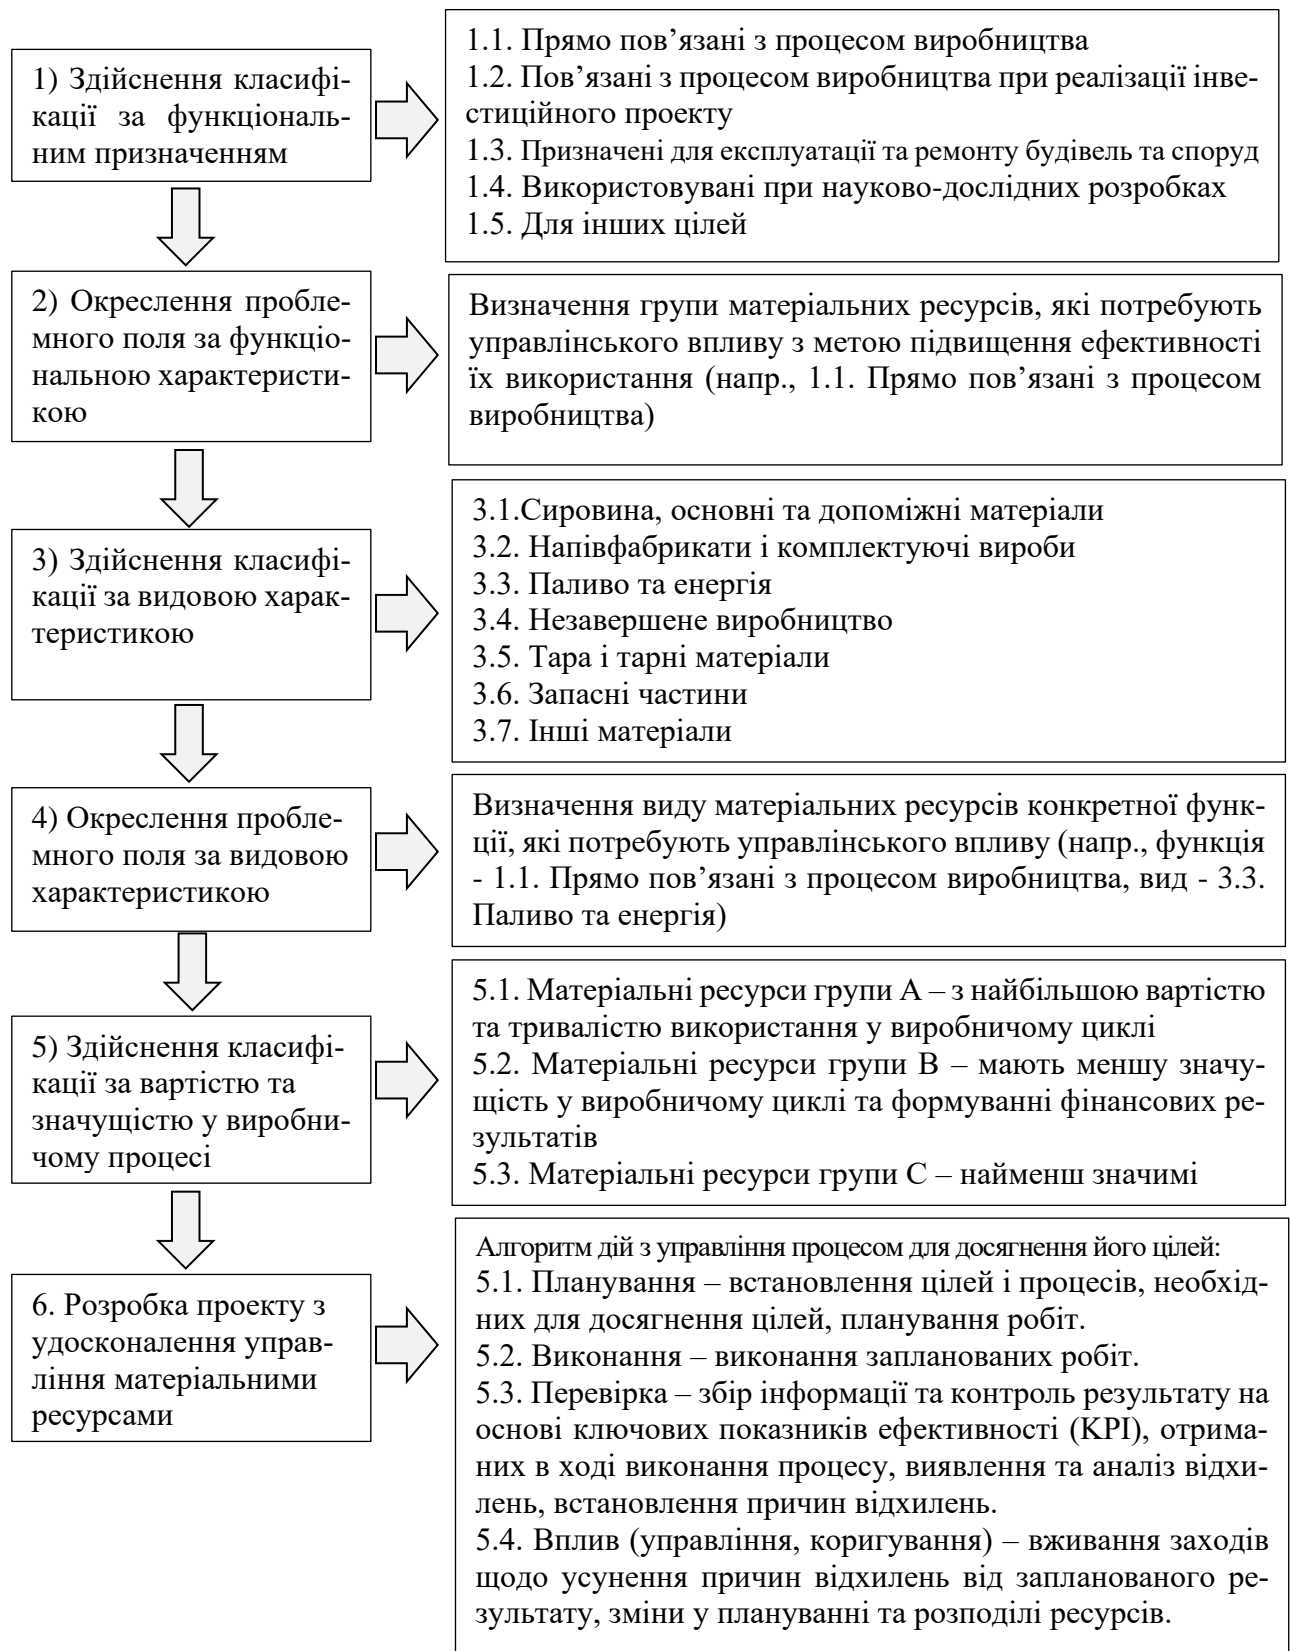 1) Здійснення класифі-
кації за функціональ-
ним призначенням
1.1. Прямо пов’язані з процесом виробництва
1.2. Пов’язані з процесом виробництва при реалізації інве-
стиційного проекту
1.3. Призначені для експлуатації та ремонту будівель та споруд
1.4. Використовувані при науково-дослідних розробках
1.5. Для інших цілей
2) Окреслення пробле-
много поля за функціо-
нальною характеристи-
кою
Визначення групи матеріальних ресурсів, які потребують
управлінського впливу з метою підвищення ефективності
їх використання (напр., 1.1. Прямо пов’язані з процесом
виробництва)
3) Здійснення класифі-
кації за видовою харак-
теристикою
3.1.Сировина, основні та допоміжні матеріали
3.2. Напівфабрикати і комплектуючі вироби
3.3. Паливо та енергія
3.4. Незавершене виробництво
3.5. Тара і тарні матеріали
3.6. Запасні частини
3.7. Інші матеріали
4) Окреслення пробле-
много поля за видовою
характеристикою
Визначення виду матеріальних ресурсів конкретної функ-
ції, які потребують управлінського впливу (напр., функція
- 1.1. Прямо пов’язані з процесом виробництва, вид - 3.3.
Паливо та енергія)
5) Здійснення класифі-
кації за вартістю та
значущістю у виробни-
чому процесі
5.1. Матеріальні ресурси групи А – з найбільшою вартістю
та тривалістю використання у виробничому циклі
5.2. Матеріальні ресурси групи В – мають меншу значу-
щість у виробничому циклі та формуванні фінансових ре-
зультатів
5.3. Матеріальні ресурси групи С – найменш значимі
6. Розробка проекту з
удосконалення управ-
ління матеріальними
ресурсами
Алгоритм дій з управління процесом для досягнення його цілей:
5.1. Планування – встановлення цілей і процесів, необхід-
них для досягнення цілей, планування робіт.
5.2. Виконання – виконання запланованих робіт.
5.3. Перевірка – збір інформації та контроль результату на
основі ключових показників ефективності (KPI), отрима-
них в ході виконання процесу, виявлення та аналіз відхи-
лень, встановлення причин відхилень.
5.4. Вплив (управління, коригування) – вживання заходів
щодо усунення причин відхилень від запланованого ре-
зультату, зміни у плануванні та розподілі ресурсів.